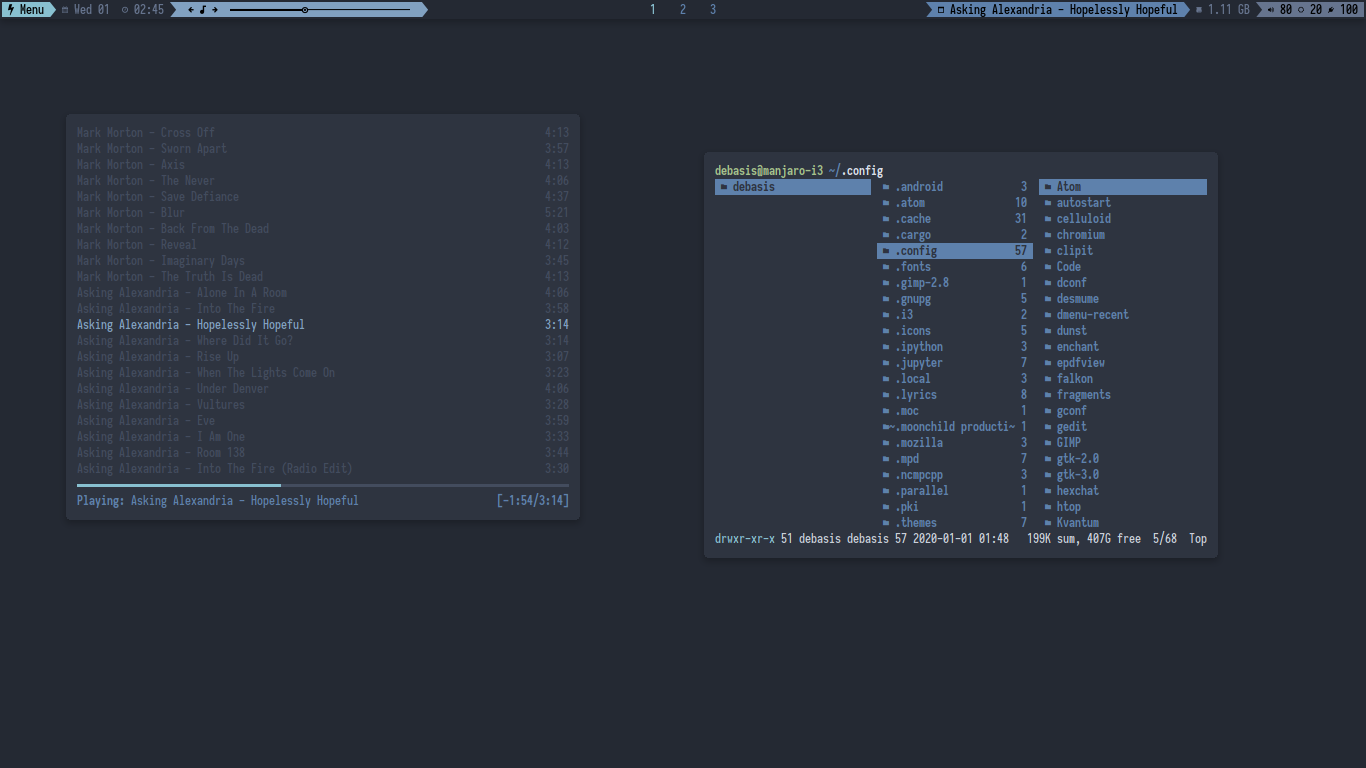 Menu Wed 01 02:45 1 2 3 Asking Alexandria - Hopelessly Hopeful 1.11 GB 80 20 100
Mark Morton - Cross Off 4:13
Mark Morton - Sworn Apart 3:57
Mark Morton - Axis 4:13
Mark Morton - The Never 4:06
Mark Morton - Save Defiance 4:37
Mark Morton - Blur 5:21
Mark Morton - Back From The Dead 4:03
Mark Morton - Reveal 4:12
Mark Morton - Imaginary Days 3:45
Mark Morton - The Truth Is Dead 4:13
Asking Alexandria - Alone In A Room 4:06
Asking Alexandria - Into The Fire 3:58
Asking Alexandria - Hopelessly Hopeful 3:14
Asking Alexandria - Where Did It Go? 3:14
Asking Alexandria - Rise Up 3:07
Asking Alexandria - When The Lights Come On 3:23
Asking Alexandria - Under Denver 4:06
Asking Alexandria - Vultures 3:28
Asking Alexandria - Eve 3:59
Asking Alexandria - I Am One 3:33
Asking Alexandria - Room 138 3:44
Asking Alexandria - Into The Fire (Radio Edit) 3:30
Playing: Asking Alexandria - Hopelessly Hopeful [-1:54/3:14]
debasis@manjaro-i3 ~/.config
debasis .android 3 Atom
.atom 10 autostart
.cache 31 celluloid
.cargo 2 chromium
.config 57 clipit
.fonts 6 Code
.gimp-2.8 1 dconf
.gnupg 5 desmume
.i3 2 dmenu-recent
.icons 5 dunst
.ipython 3 enchant
.jupyter 7 epdfview
.local 3 falkon
.lyrics 8 fragments
.moc 1 gconf
~.moonchild producti~ 1 gedit
.mozilla 3 GIMP
.mpd 7 gtk-2.0
.ncmpcpp 3 gtk-3.0
.parallel 1 hexchat
.pki 1 htop
.themes 7 Kvantum
drwxr-xr-x 51 debasis debasis 57 2020-01-01 01:48 199K sum, 407G free 5/68 Top